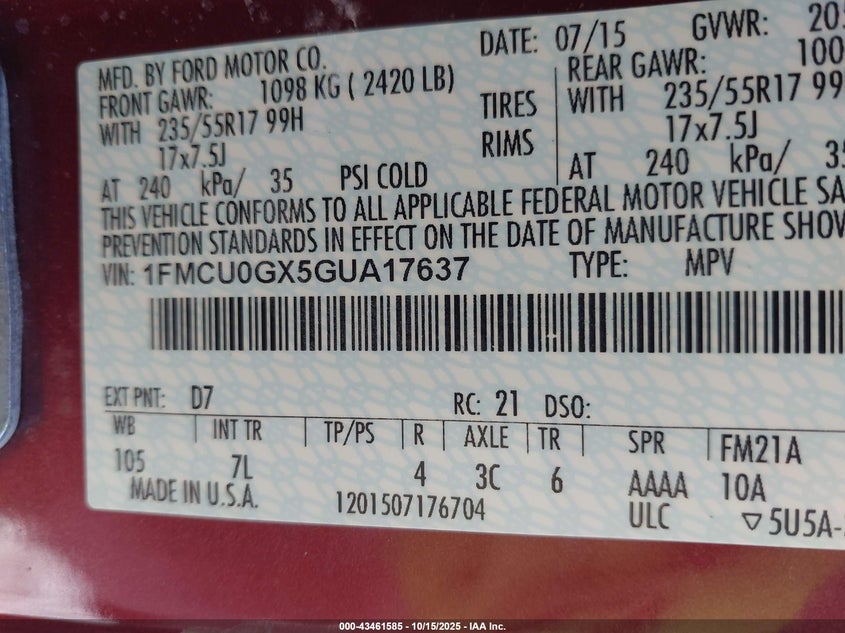 MFD. BY FORD MOTOR CO.
DATE: 07/15
GVWR:
FRONT GAWR: 1098 KG ( 2420 LB)
REAR GAWR:
WITH 235/55R17 99H
TIRES
WITH 235/55R17
17x7.5J
RIMS
17x7.5J
AT 240 kPa/ 35 PSI COLD
AT 240 kPa/
THIS VEHICLE CONFORMS TO ALL APPLICABLE FEDERAL MOTOR VEHICLE
PREVENTION STANDARDS IN EFFECT ON THE DATE OF MANUFACTURE
VIN: 1FMCU0GX5GUA17637
TYPE: MPV
EXT PNT: D7
RC: 21 DSO:
WB INT TR TP/PS R AXLE TR SPR FM21A
105 7L 4 3C 6 AAAA 10A
MADE IN U.S.A.
1201507176704
ULC
000-43461585 - 10/15/2025 - IAA Inc.